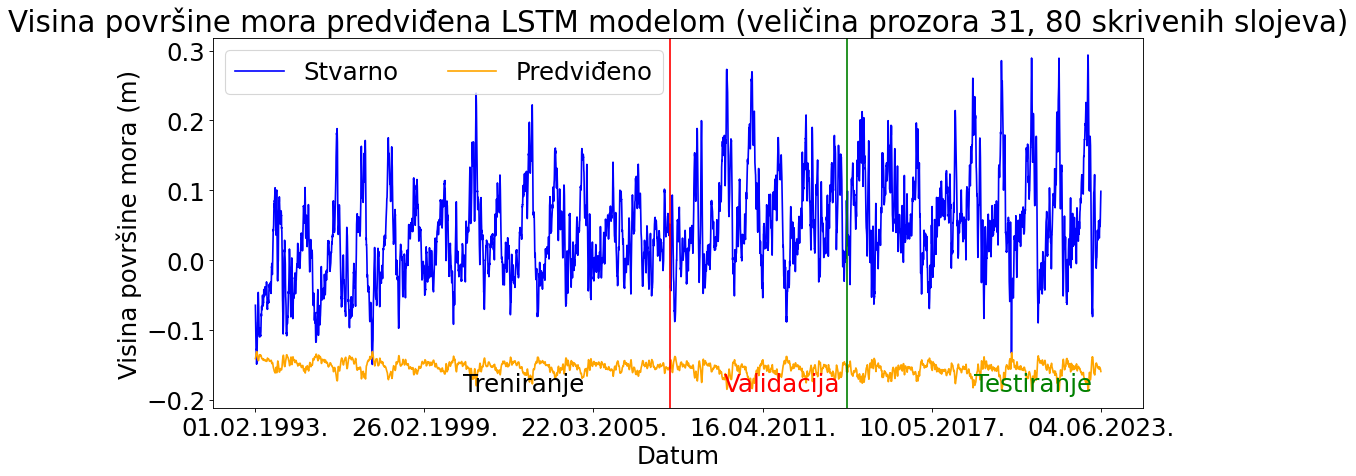 Visina površine mora predviđena LSTM modelom (veličina prozora 31, 80 skrivenih slojeva)
Visina površine mora (m)
0.3
0.2
0.1
0.0
−0.1
−0.2
Stvarno
Predviđeno
Treniranje
Validacija
Testiranje
01.02.1993.
26.02.1999.
22.03.2005.
16.04.2011.
10.05.2017.
04.06.2023.
Datum